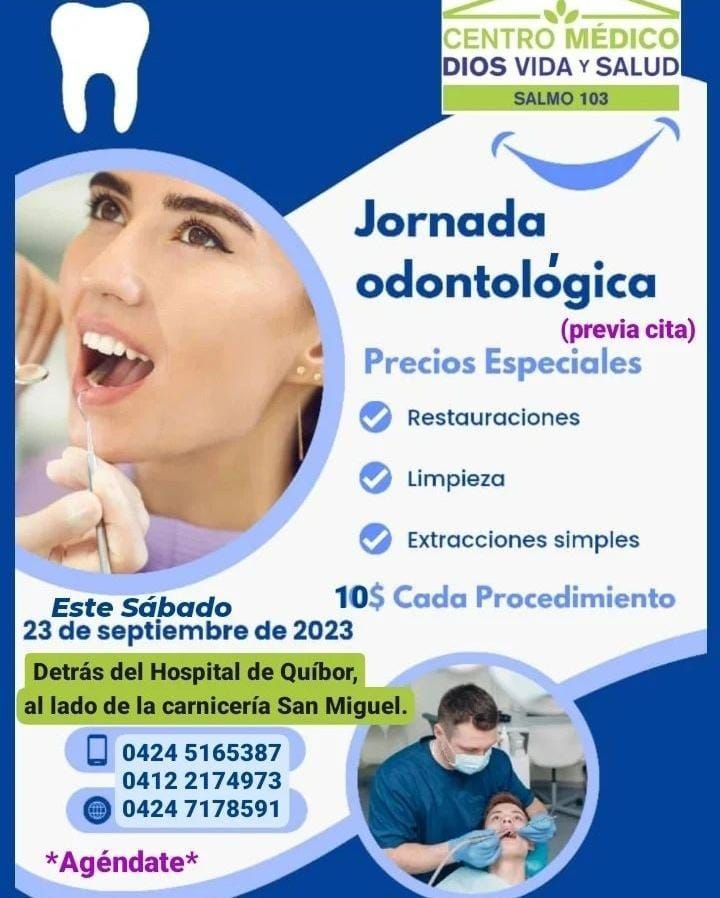 CENTRO MÉDICO
DIOS VIDA Y SALUD
SALMO 103
Jornada
odontológica
(previa cita)
Precios Especiales
Restauraciones
Limpieza
Extracciones simples
10$ Cada Procedimiento
Este Sábado
23 de septiembre de 2023
Detrás del Hospital de Quíbor,
al lado de la carnicería San Miguel.
0424 5165387
0412 2174973
0424 7178591
*Agéndate*